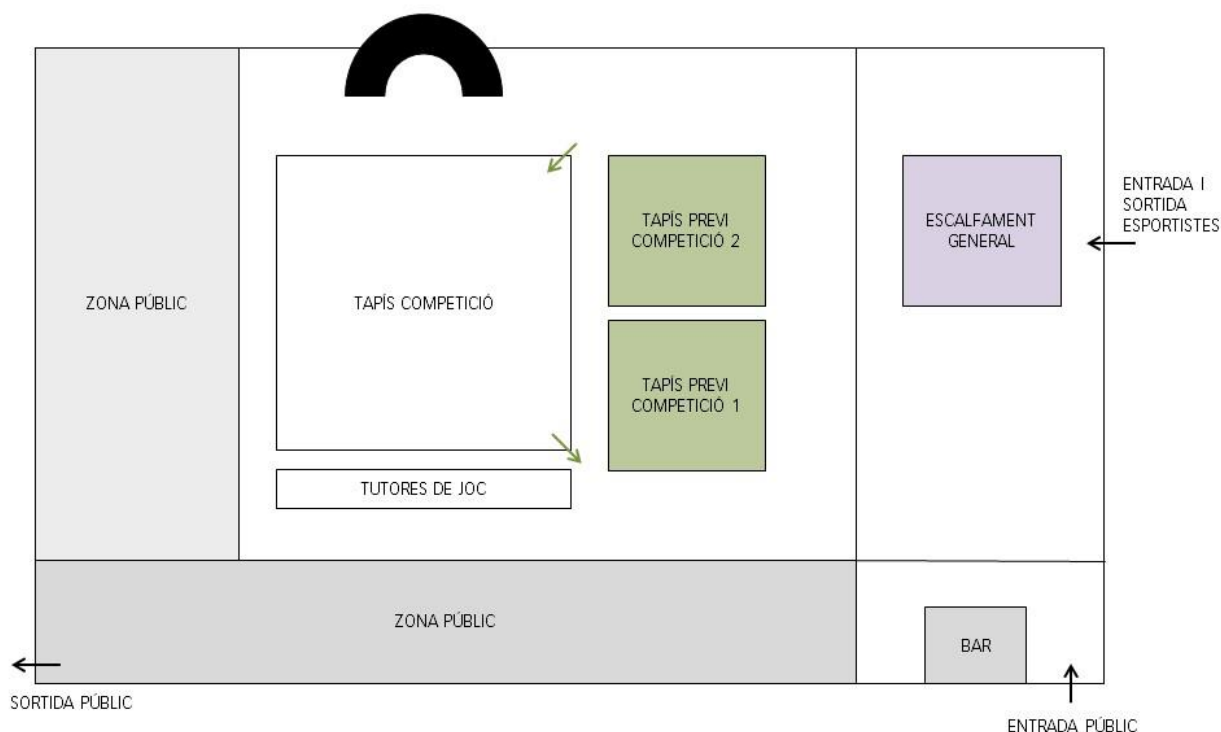 TAPÍS PREVI
COMPETICIÓ 2
ESCALFAMENT
GENERAL
ENTRADA I
SORTIDA
ESPORTISTES
ZONA PÚBLIC
TAPÍS COMPETICIÓ
TAPÍS PREVI
COMPETICIÓ 1
TUTORES DE JOC
ZONA PÚBLIC
BAR
SORTIDA PÚBLIC
ENTRADA PÚBLIC